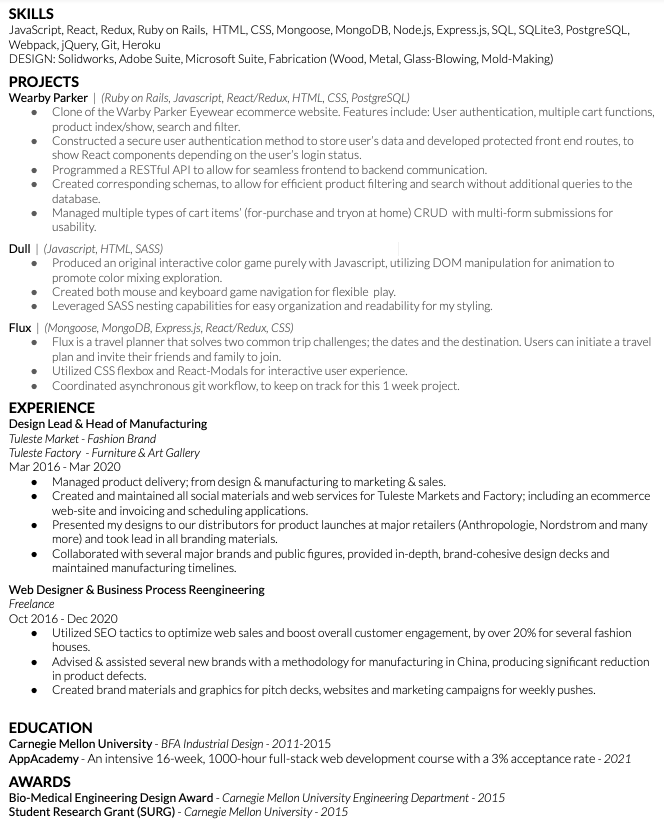 SKILLS
JavaScript, React, Redux, Ruby on Rails, HTML, CSS, Mongoose, MongoDB, Node.js, Express.js, SQL, SQLite3, PostgreSQL,
Webpack, jQuery, Git, Heroku
DESIGN: Solidworks, Adobe Suite, Microsoft Suite, Fabrication (Wood, Metal, Glass-Blowing, Mold-Making)
PROJECTS
Wearby Parker | (Ruby on Rails, Javascript, React/Redux, HTML, CSS, PostgreSQL)
● Clone of the Warby Parker Eyewear ecommerce website. Features include: User authentication, multiple cart functions,
product index/show, search and filter.
● Constructed a secure user authentication method to store user's data and developed protected front end routes, to
show React components depending on the user's login status.
● Programmed a RESTful API to allow for seamless frontend to backend communication.
● Created corresponding schemas, to allow for efficient product filtering and search without additional queries to the
database.
● Managed multiple types of cart items' (for-purchase and tryon at home) CRUD with multi-form submissions for
usability.
Dull | (Javascript, HTML, SASS)
● Produced an original interactive color game purely with Javascript, utilizing DOM manipulation for animation to
promote color mixing exploration.
● Created both mouse and keyboard game navigation for flexible play.
● Leveraged SASS nesting capabilities for easy organization and readability for my styling.
Flux | (Mongoose, MongoDB, Express.js, React/Redux, CSS)
● Flux is a travel planner that solves two common trip challenges; the dates and the destination. Users can initiate a travel
plan and invite their friends and family to join.
● Utilized CSS flexbox and React-Modals for interactive user experience.
● Coordinated asynchronous git workflow, to keep on track for this 1 week project.
EXPERIENCE
Design Lead & Head of Manufacturing
Tuleste Market - Fashion Brand
Tuleste Factory - Furniture & Art Gallery
Mar 2016 - Mar 2020
● Managed product delivery; from design & manufacturing to marketing & sales.
● Created and maintained all social materials and web services for Tuleste Markets and Factory; including an ecommerce
web-site and invoicing and scheduling applications.
● Presented my designs to our distributors for product launches at major retailers (Anthropologie, Nordstrom and many
more) and took lead in all branding materials.
● Collaborated with several major brands and public figures, provided in-depth, brand-cohesive design decks and
maintained manufacturing timelines.
Web Designer & Business Process Reengineering
Freelance
Oct 2016 - Dec 2020
● Utilized SEO tactics to optimize web sales and boost overall customer engagement, by over 20% for several fashion
houses.
● Advised & assisted several new brands with a methodology for manufacturing in China, producing significant reduction
in product defects.
● Created brand materials and graphics for pitch decks, websites and marketing campaigns for weekly pushes.
EDUCATION
Carnegie Mellon University - BFA Industrial Design - 2011-2015
AppAcademy - An intensive 16-week, 1000-hour full-stack web development course with a 3% acceptance rate - 2021
AWARDS
Bio-Medical Engineering Design Award - Carnegie Mellon University Engineering Department - 2015
Student Research Grant (SURG) - Carnegie Mellon University - 2015